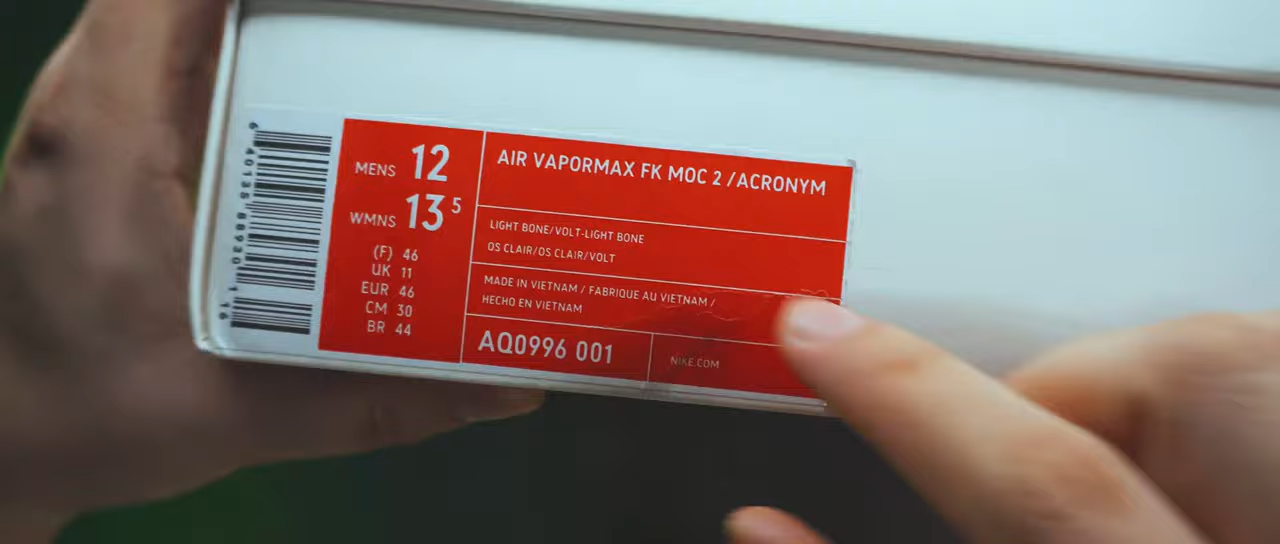 MENS 12
WMNS 13 5
(F) 46
UK 11
EUR 46
CM 30
BR 44
AIR VAPORMAX FK MOC 2 /ACRONYM
LIGHT BONE/VOLT-LIGHT BONE
OS CLAIR/OS CLAIR/VOLT
MADE IN VIETNAM / FABRIQUE AU VIETNAM /
HECHO EN VIETNAM
AQ0996 001
NIKE.COM